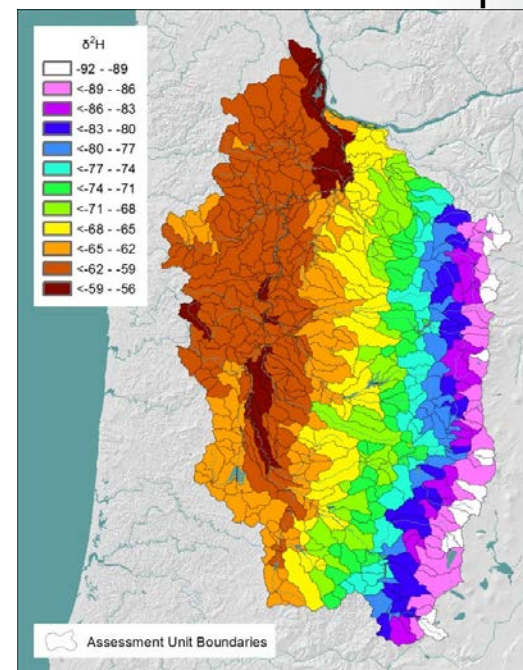 p
δ²H
-92 - -89
<-89 - -86
<-86 - -83
<-83 - -80
<-80 - -77
<-77 - -74
<-74 - -71
<-71 - -68
<-68 - -65
<-65 - -62
<-62 - -59
<-59 - -56
Assessment Unit Boundaries